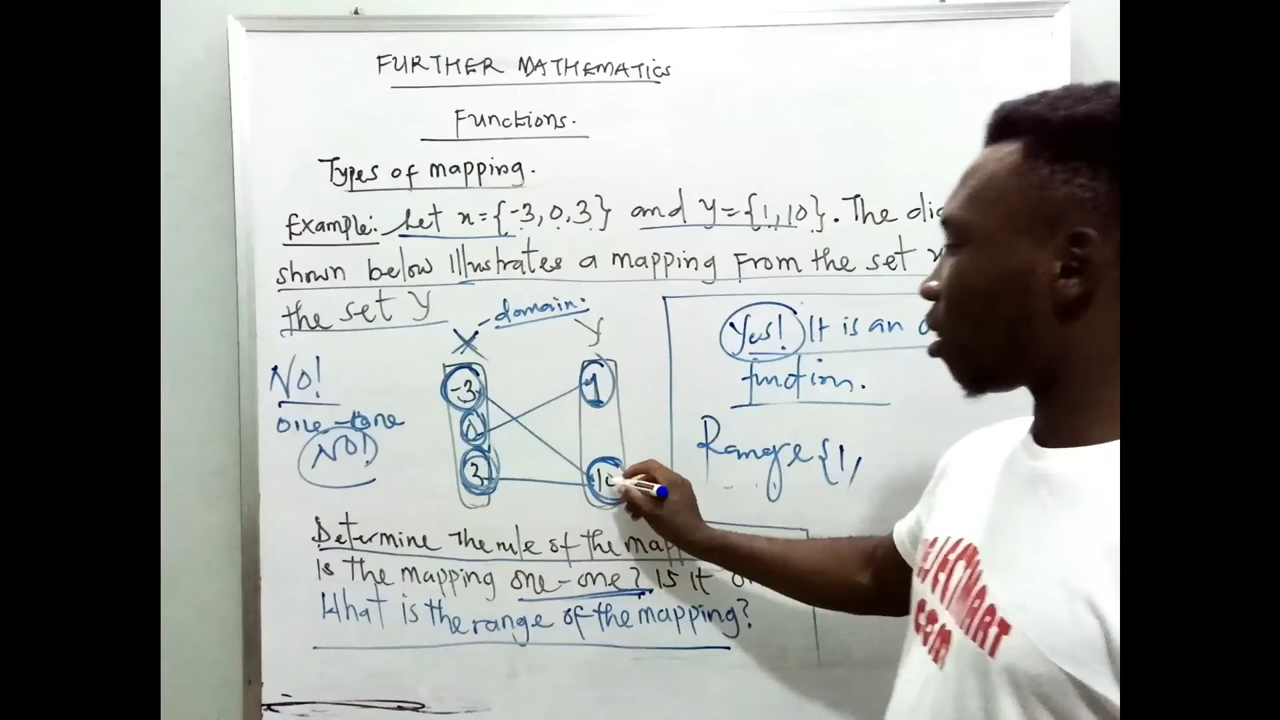 FURTHER MATHEMATICS
Functions.
Types of mapping.
Example: Let x={-3,0,3} and y={1,10}. The
shown below Illustrates a mapping From the set
the set Y
X - domain.
Y
-3
0
3
1
10
No!
one-one
NO!
Yes! It is an
function.
Range {1,
Determine the rule of the
Is the mapping one-one? Is it
What is the range of the mapping?
.COM